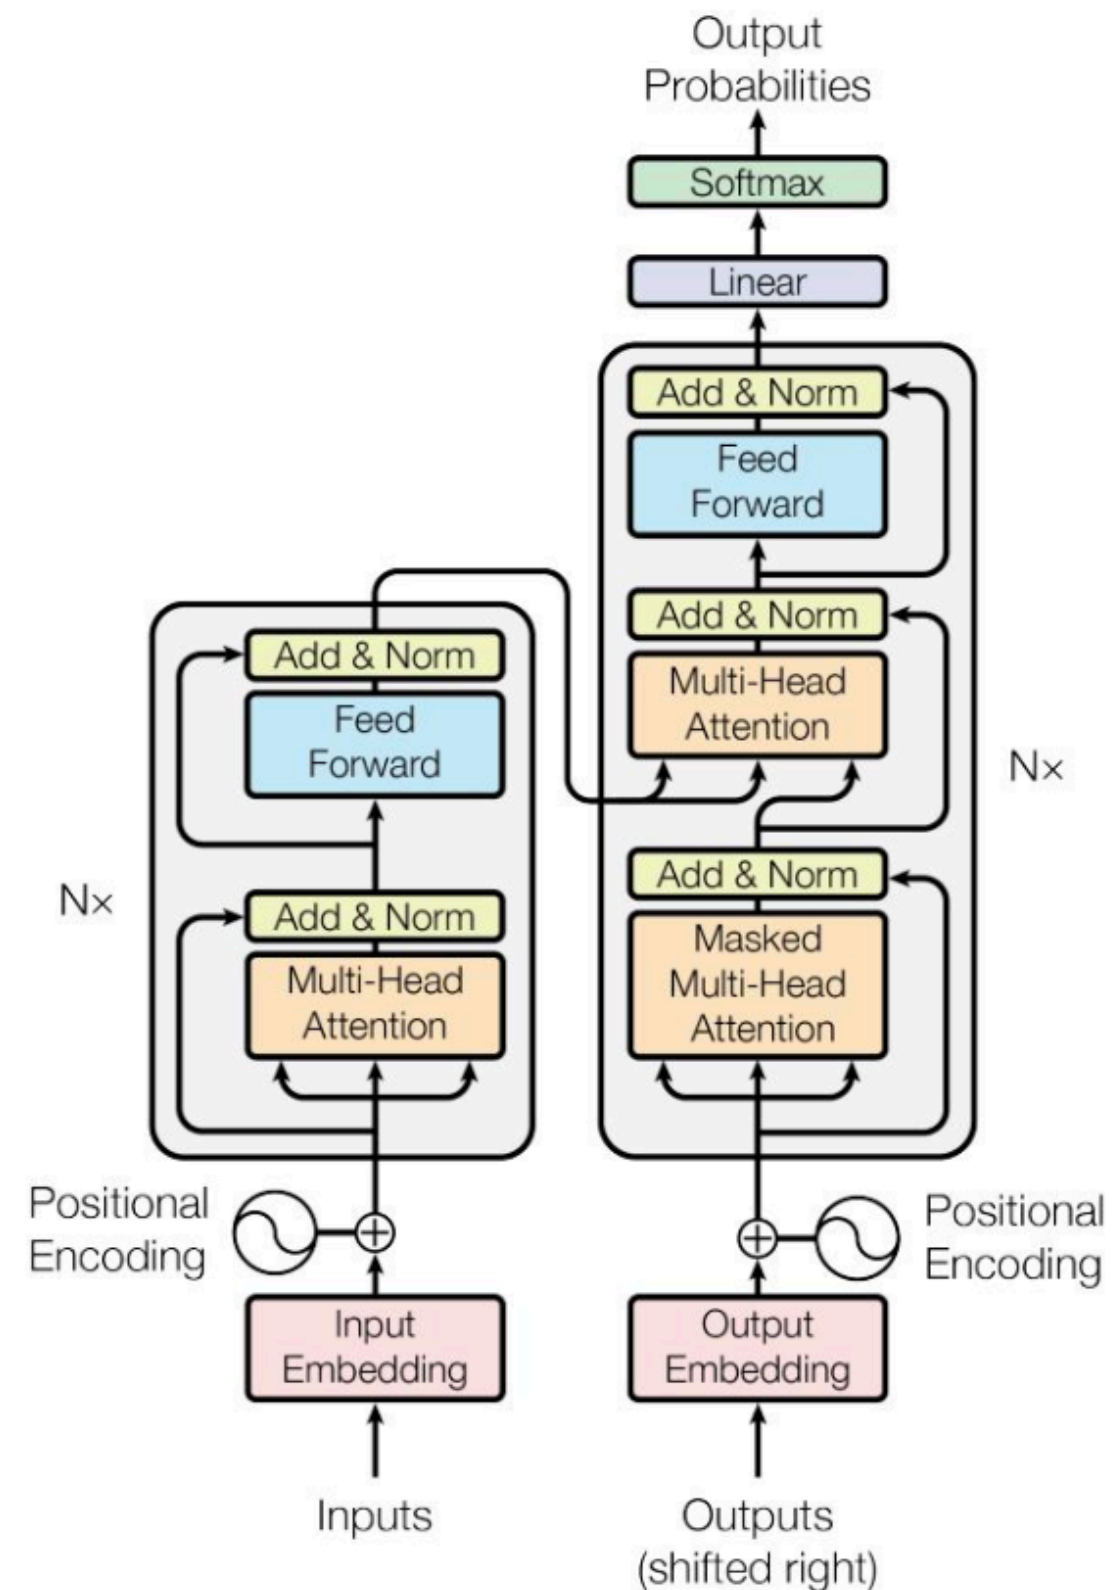 Output
Probabilities
Softmax
Linear
Add & Norm
Feed
Forward
Add & Norm
Multi-Head
Attention
Add & Norm
Masked
Multi-Head
Attention
Nx
Add & Norm
Feed
Forward
Add & Norm
Multi-Head
Attention
Nx
Positional
Encoding
Positional
Encoding
Input
Embedding
Output
Embedding
Inputs
Outputs
(shifted right)